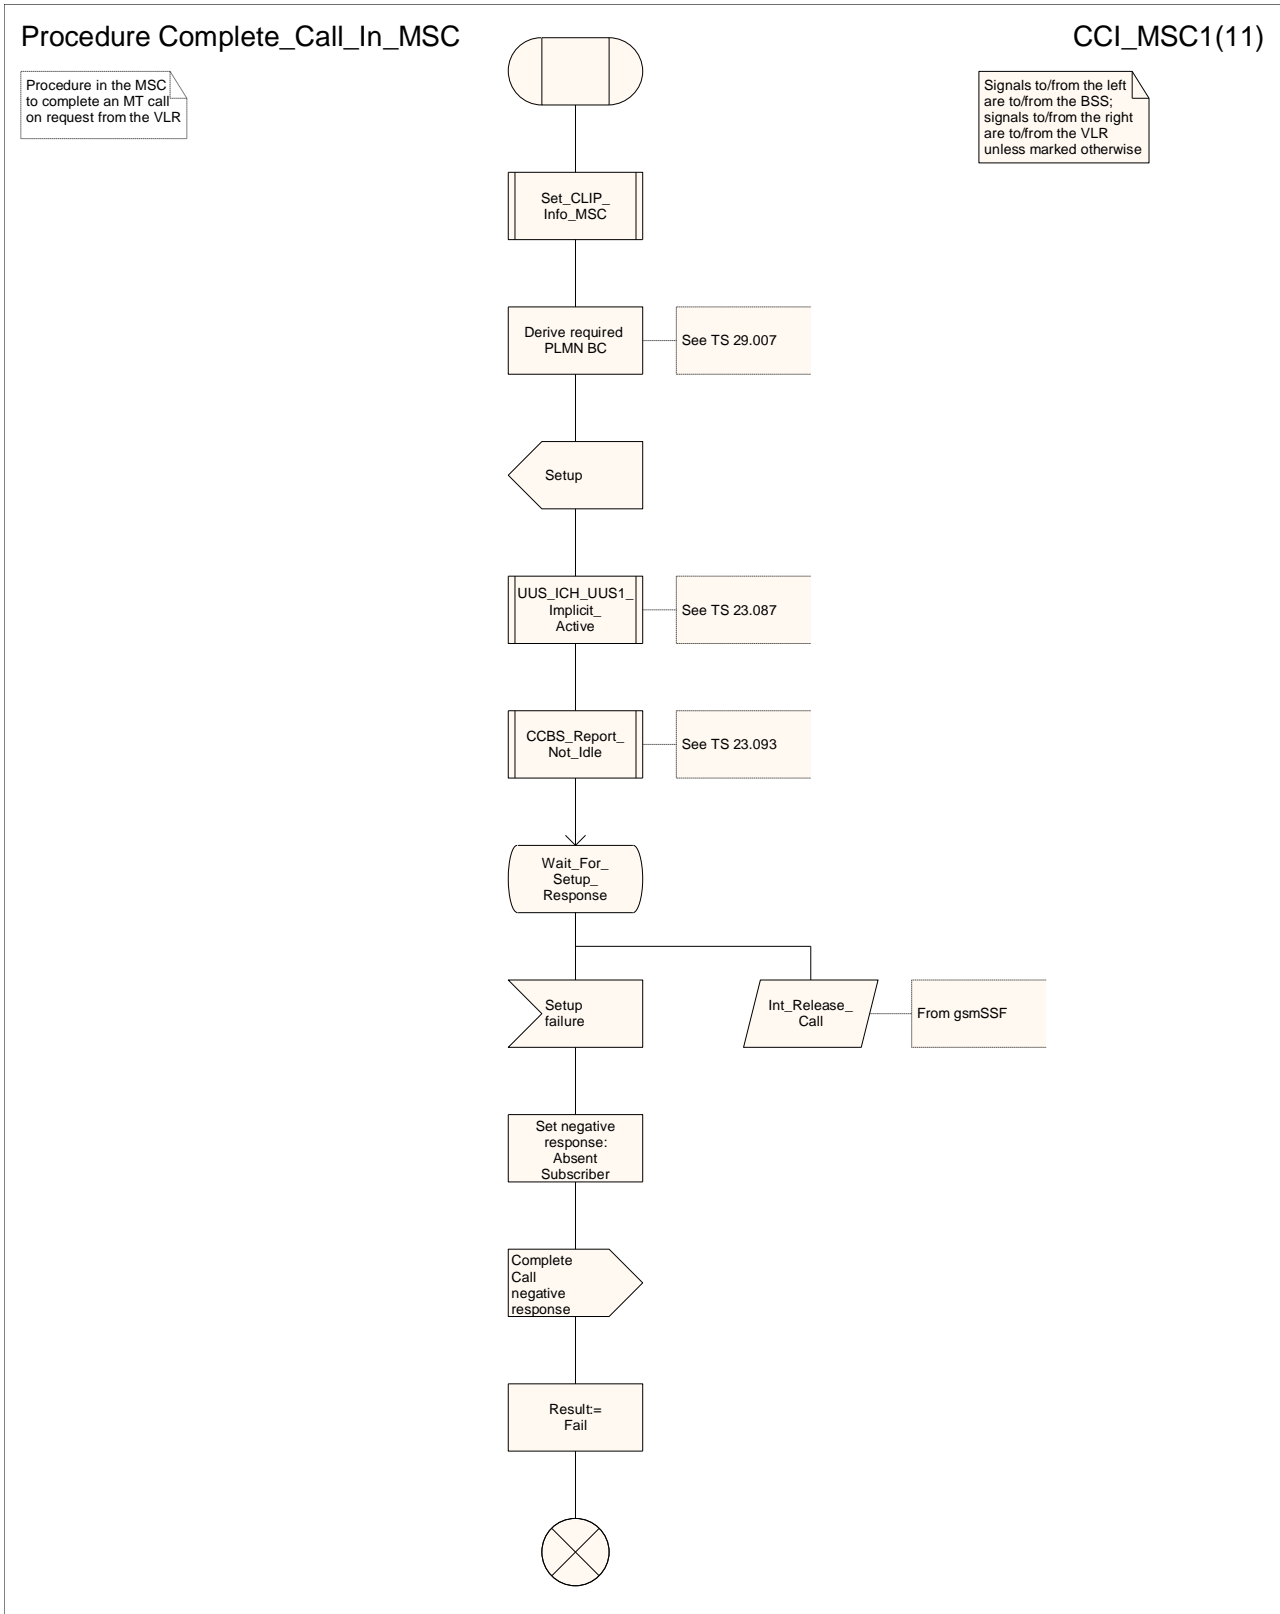 Procedure Complete_Call_In_MSC
CCI_MSC1(11)
Procedure in the MSC
to complete an MT call
on request from the VLR
Signals to/from the left
are to/from the BSS;
signals to/from the right
are to/from the VLR
unless marked otherwise
Set_CLIP_
Info_MSC
Derive required
PLMN BC
See TS 29.007
Setup
UUS_ICH_UUS1_
Implicit_
Active
See TS 23.087
CCBS_Report_
Not_Idle
See TS 23.093
Wait_For_
Setup_
Response
Setup
failure
Int_Release_
Call
From gsmSSF
Set negative
response:
Absent
Subscriber
Complete
Call
negative
response
Result:=
Fail